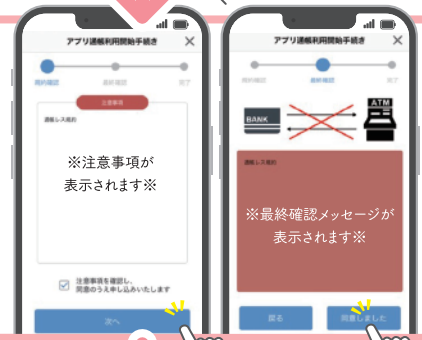 アプリ通帳利用開始手続き
規約確認
最終確認
完了
注意事項
通帳レス規約
※注意事項が
表示されます※
注意事項を確認し、
同意のうえ申し込みいたします
次へ
アプリ通帳利用開始手続き
規約確認
最終確認
完了
BANK
ATM
通帳レス規約
※最終確認メッセージが
表示されます※
戻る
同意しました